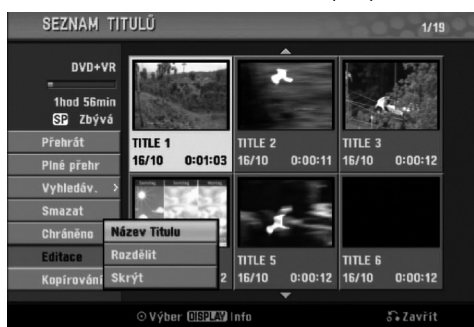 SEZNAM TITULŮ 1/19
DVD+VR
1hod 56min
SP Zbývá
Přehrát
Plné přehr
Vyhledáv. >
Smazat
Chráněno
Editace
Kopírování
Název Titulu
Rozdělit
Skrýt
TITLE 1
16/10 0:01:03
TITLE 2
16/10 0:00:11
TITLE 3
16/10 0:00:12
2
TITLE 5
16/10 0:00:12
TITLE 6
16/10 0:00:12
Výber DISPLAY Info Zavřít